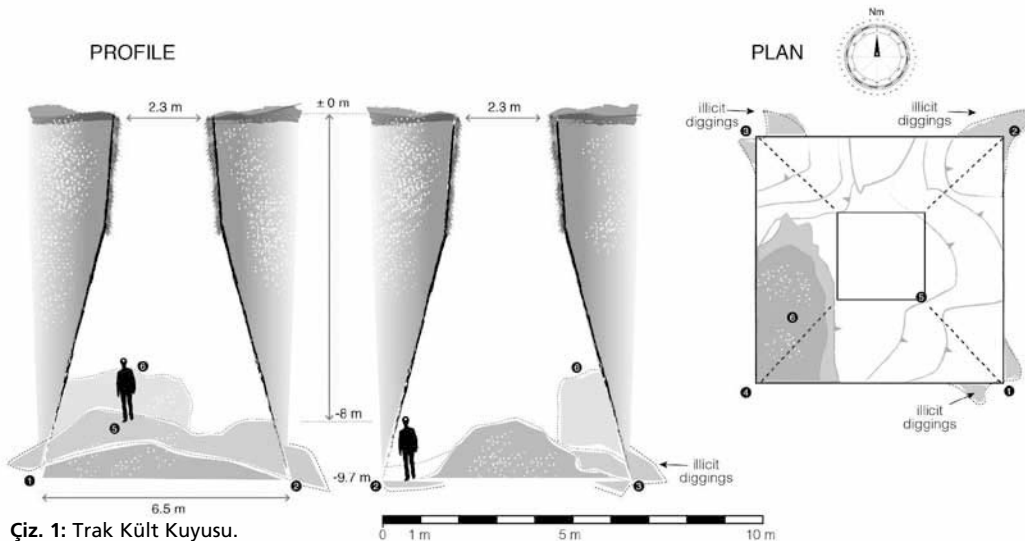 PROFILE
2.3 m
± 0 m
2.3 m
6
5
-8 m
1
2
-9.7 m
6.5 m
6
2
3
illicit
diggings
PLAN
Nm
illicit
diggings
illicit
diggings
3
2
5
6
4
1
illicit
diggings
0 1 m 5 m 10 m
Çiz. 1: Trak Kült Kuyusu.